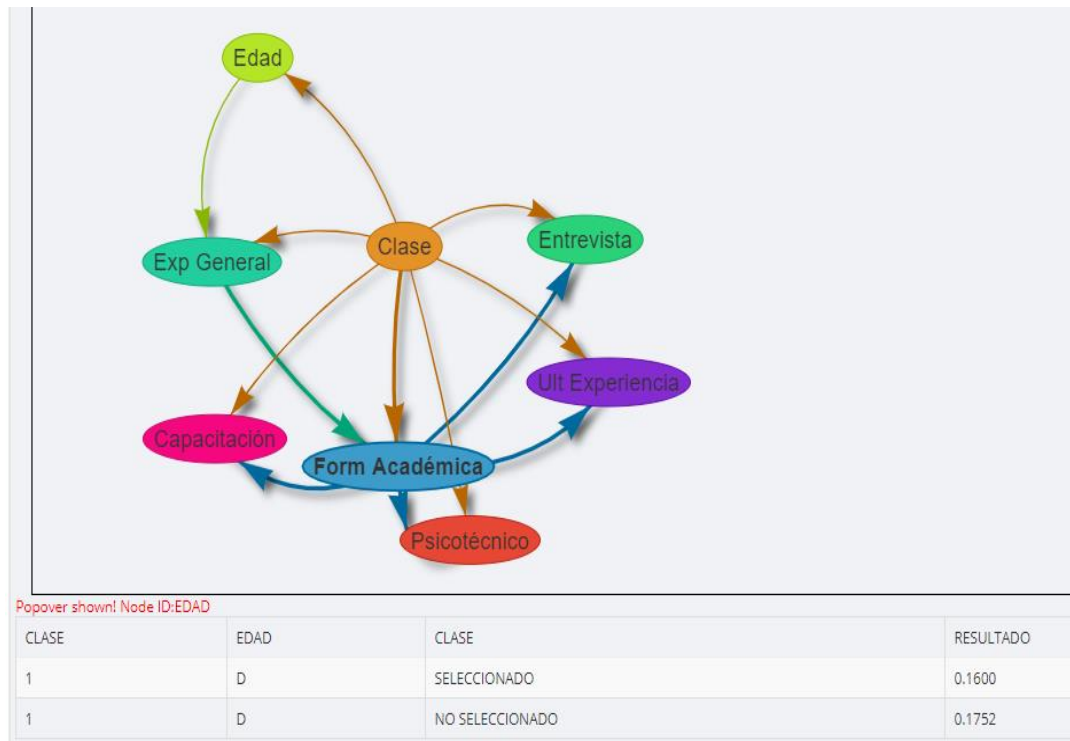 Edad
Clase
Entrevista
Exp General
Ult Experiencia
Capacitación
Form Académica
Psicotécnico
Popover shown! Node ID:EDAD
CLASE EDAD CLASE RESULTADO
1 D SELECCIONADO 0.1600
1 D NO SELECCIONADO 0.1752